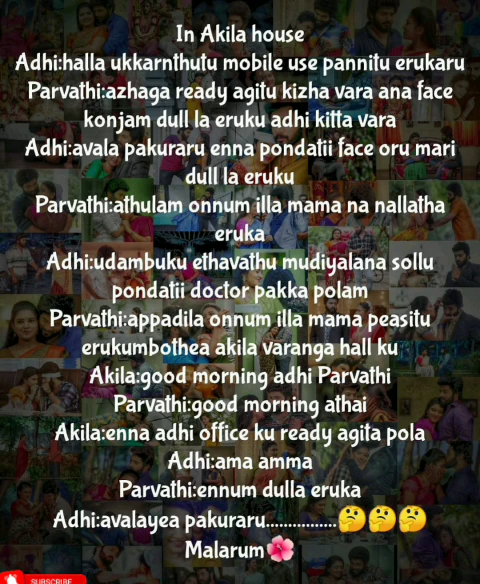 In Akila house
Adhi:halla ukkarnthutu mobile use pannitu erukaru
Parvathi:azhaga ready agitu kizha vara ana face
konjam dull la eruku adhi kitta vara
Adhi:avala pakuraru enna pondatii face oru mari
dull la eruku
Parvathi:athulam onnum illa mama na nallatha
eruka
Adhi:udambuku ethavathu mudiyalana sollu
pondatii doctor pakka polam
Parvathi:appadila onnum illa mama peasitu
erukumbothea akila varanga hall ku
Akila:good morning adhi Parvathi
Parvathi:good morning athai
Akila:enna adhi office ku ready agita pola
Adhi:ama amma
Parvathi:ennum dulla eruka
Adhi:avalayea pakuraru................🤔🤔🤔
Malarum🌺
SUBSCRIBE